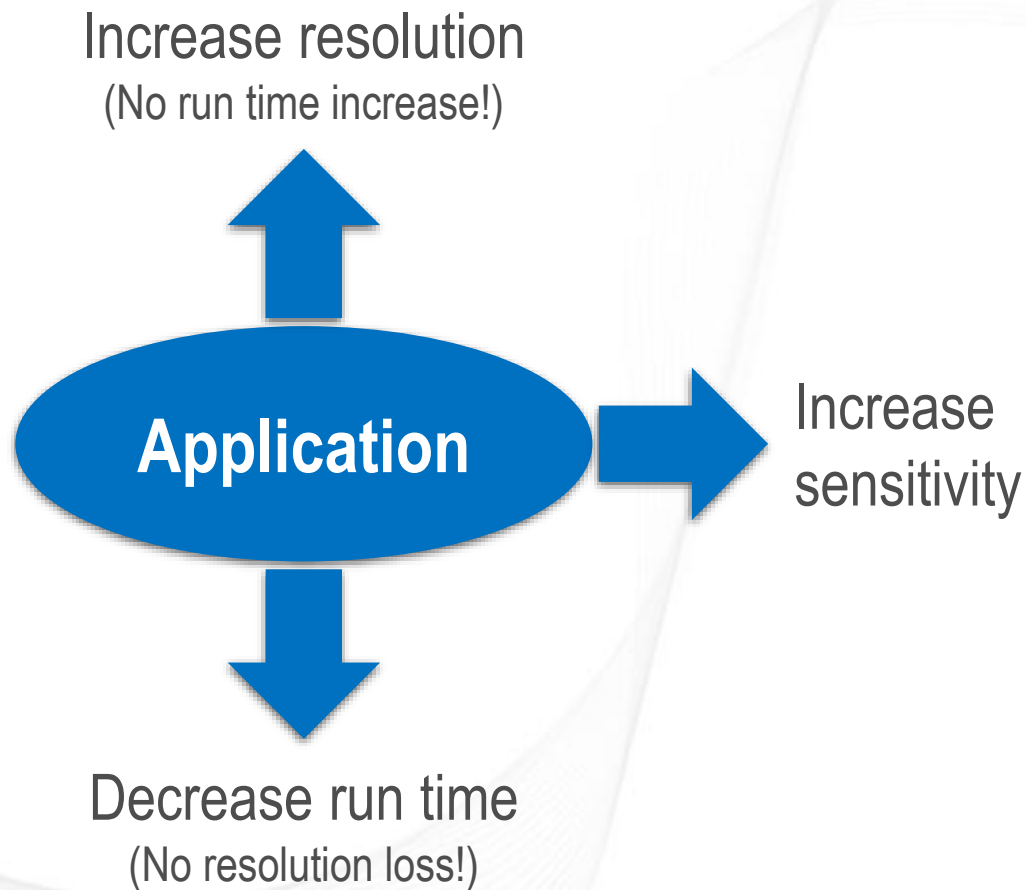 Increase resolution
(No run time increase!)
Application
Increase
sensitivity
Decrease run time
(No resolution loss!)